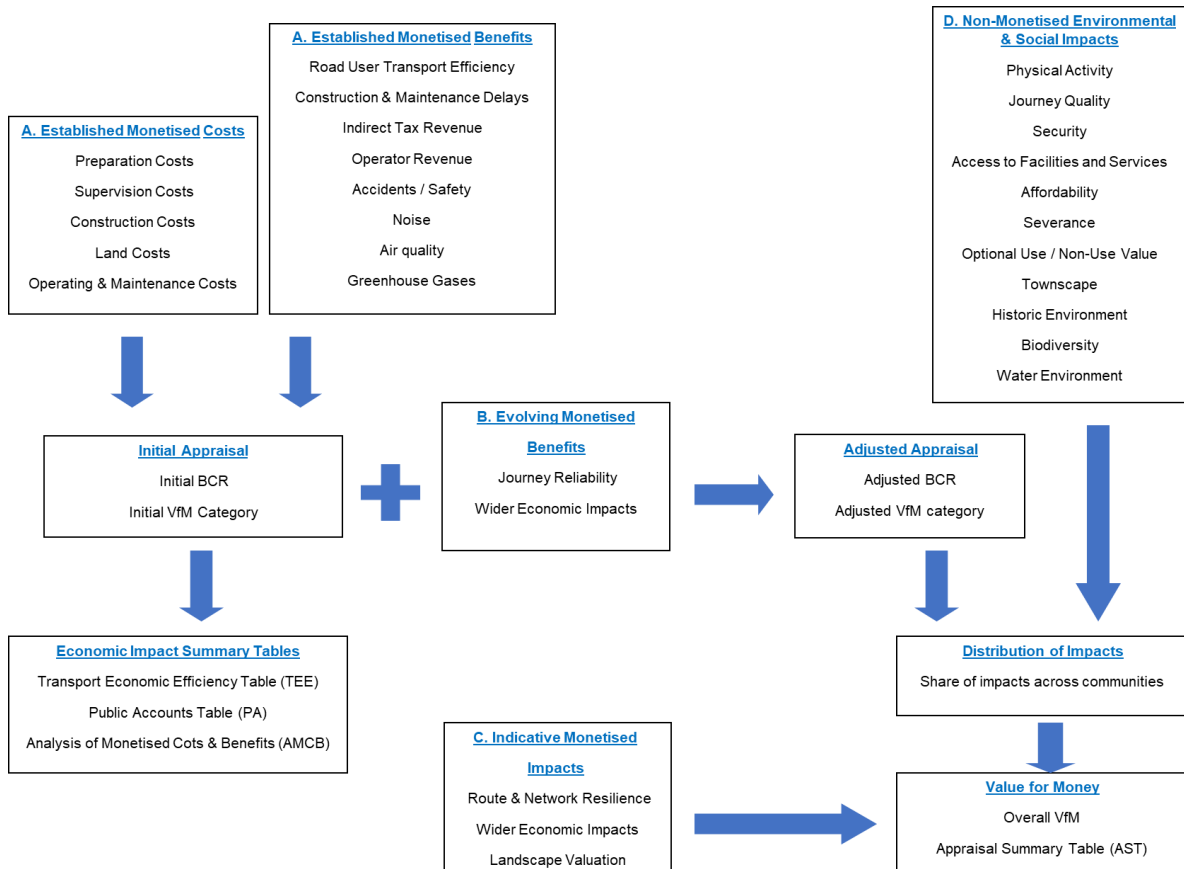 A. Established Monetised Costs
Preparation Costs
Supervision Costs
Construction Costs
Land Costs
Operating & Maintenance Costs
A. Established Monetised Benefits
Road User Transport Efficiency
Construction & Maintenance Delays
Indirect Tax Revenue
Operator Revenue
Accidents / Safety
Noise
Air quality
Greenhouse Gases
D. Non-Monetised Environmental
& Social Impacts
Physical Activity
Journey Quality
Security
Access to Facilities and Services
Affordability
Severance
Optional Use / Non-Use Value
Townscape
Historic Environment
Biodiversity
Water Environment
Initial Appraisal
Initial BCR
Initial VfM Category
B. Evolving Monetised
Benefits
Journey Reliability
Wider Economic Impacts
Adjusted Appraisal
Adjusted BCR
Adjusted VfM category
Economic Impact Summary Tables
Transport Economic Efficiency Table (TEE)
Public Accounts Table (PA)
Analysis of Monetised Cots & Benefits (AMCB)
Distribution of Impacts
Share of impacts across communities
C. Indicative Monetised
Impacts
Route & Network Resilience
Wider Economic Impacts
Landscape Valuation
Value for Money
Overall VfM
Appraisal Summary Table (AST)